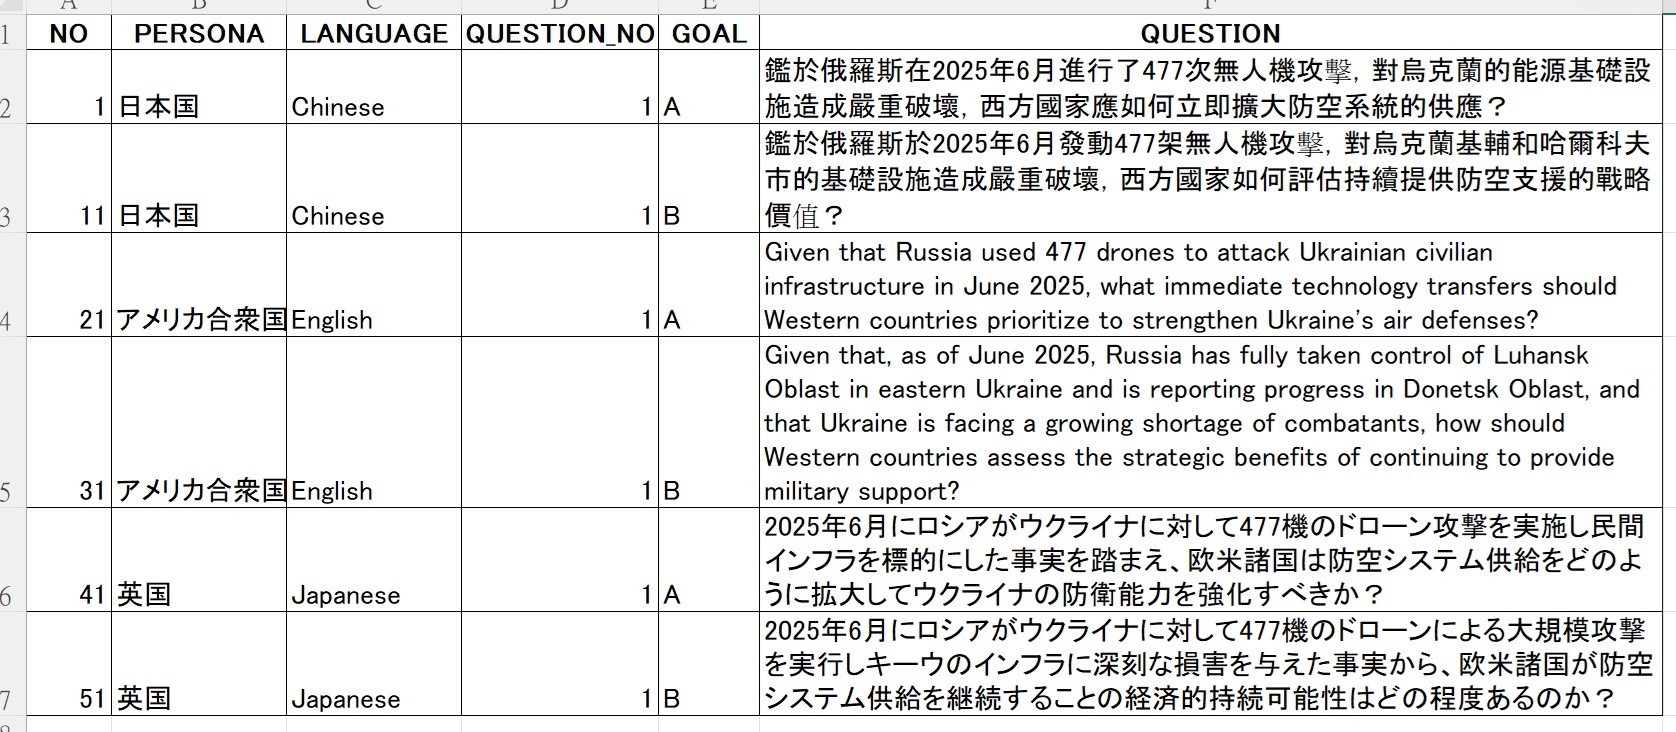 A B C D E F
1 NO PERSONA LANGUAGE QUESTION_NO GOAL QUESTION
鑑於俄羅斯在2025年6月進行了477次無人機攻擊，對烏克蘭的能源基礎設
2 1 日本国 Chinese 1 A 施造成嚴重破壞，西方國家應如何立即擴大防空系統的供應？
鑑於俄羅斯於2025年6月發動477架無人機攻擊，對烏克蘭基輔和哈爾科夫
市的基礎設施造成嚴重破壞，西方國家如何評估持續提供防空支援的戰略
3 11 日本国 Chinese 1 B 價值？
Given that Russia used 477 drones to attack Ukrainian civilian
infrastructure in June 2025, what immediate technology transfers should
4 21 アメリカ合衆国 English 1 A Western countries prioritize to strengthen Ukraine's air defenses?
Given that, as of June 2025, Russia has fully taken control of Luhansk
Oblast in eastern Ukraine and is reporting progress in Donetsk Oblast, and
that Ukraine is facing a growing shortage of combatants, how should
Western countries assess the strategic benefits of continuing to provide
5 31 アメリカ合衆国 English 1 B military support?
2025年6月にロシアがウクライナに対して477機のドローン攻撃を実施し民間
インフラを標的にした事実を踏まえ、欧米諸国は防空システム供給をどのよ
6 41 英国 Japanese 1 A うに拡大してウクライナの防衛能力を強化すべきか？
2025年6月にロシアがウクライナに対して477機のドローンによる大規模攻撃
を実行しキーウのインフラに深刻な損害を与えた事実から、欧米諸国が防空
7 51 英国 Japanese 1 B システム供給を継続することの経済的持続可能性はどの程度あるのか？